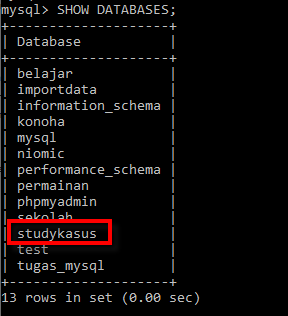 mysql> SHOW DATABASES;
+--------------------+
| Database           |
+--------------------+
| belajar            |
| importdata         |
| information_schema |
| konoha             |
| mysql              |
| niomic             |
| performance_schema |
| permainan          |
| phpmyadmin         |
| sekolah            |
| studykasus         |
| test               |
| tugas_mysql        |
+--------------------+
13 rows in set (0.00 sec)